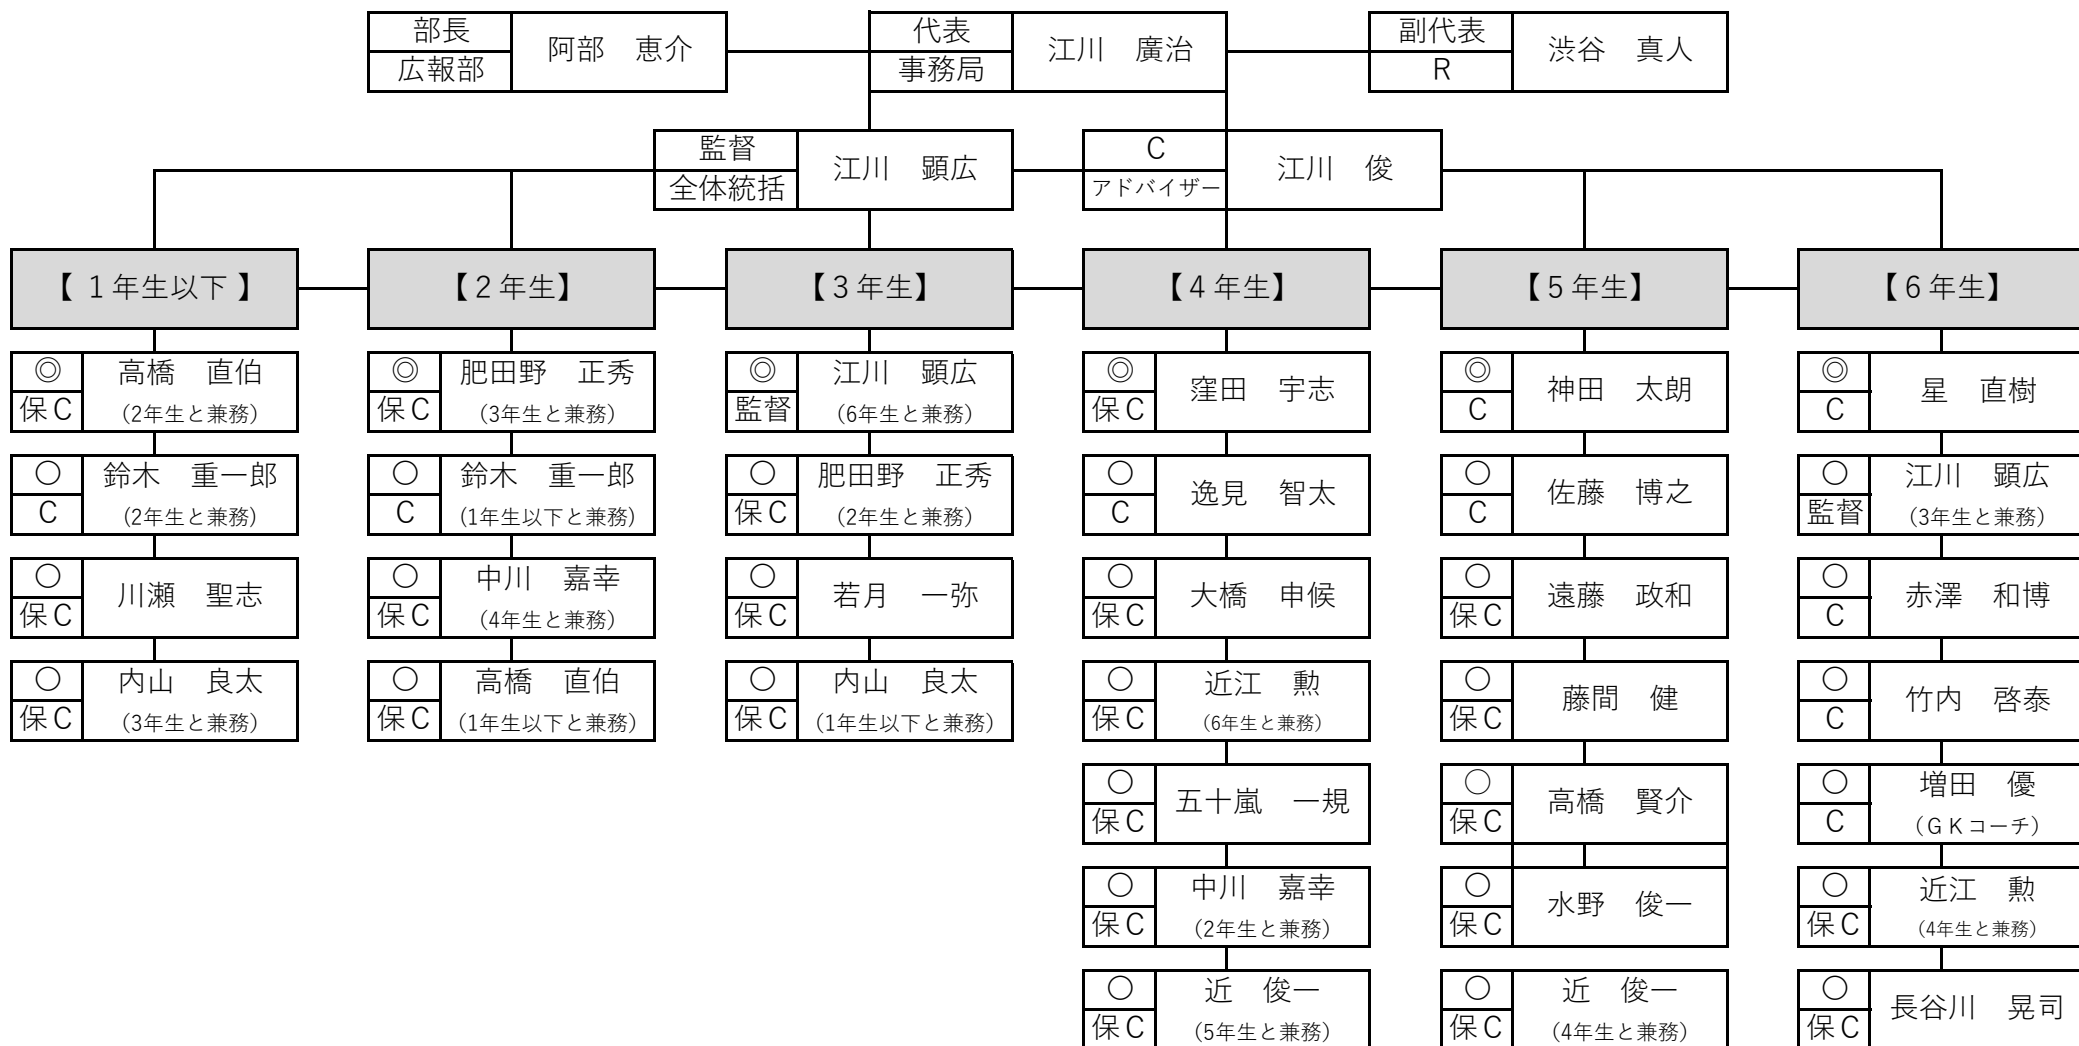 部長
広報部
阿部　恵介
代表
事務局
江川　廣治
副代表
R
渋谷　真人
監督
全体統括
江川　顕広
C
アドバイザー
江川　俊
【 １年生以下 】
【２年生】
【３年生】
【４年生】
【５年生】
【６年生】
◎
保C
高橋　直伯
（2年生と兼務）
○
C
鈴木　重一郎
（2年生と兼務）
○
保C
川瀬　聖志
○
保C
内山　良太
（3年生と兼務）
◎
保C
肥田野　正秀
（3年生と兼務）
○
C
鈴木　重一郎
（1年生以下と兼務）
○
保C
中川　嘉幸
（4年生と兼務）
○
保C
高橋　直伯
（1年生以下と兼務）
◎
監督
江川　顕広
（6年生と兼務）
○
保C
肥田野　正秀
（2年生と兼務）
○
保C
若月　一弥
○
保C
内山　良太
（1年生以下と兼務）
◎
保C
窪田　宇志
○
C
逸見　智太
○
保C
大橋　申候
○
保C
近江　勲
（6年生と兼務）
○
保C
五十嵐　一規
○
保C
中川　嘉幸
（2年生と兼務）
○
保C
近　俊一
（5年生と兼務）
◎
C
神田　太朗
○
C
佐藤　博之
○
保C
遠藤　政和
○
保C
藤間　健
○
保C
高橋　賢介
○
保C
水野　俊一
○
保C
近　俊一
（4年生と兼務）
◎
C
星　直樹
○
監督
江川　顕広
（3年生と兼務）
○
C
赤澤　和博
○
C
竹内　啓泰
○
C
増田　優
（ＧＫコーチ）
○
保C
近江　勲
（4年生と兼務）
○
保C
長谷川　晃司